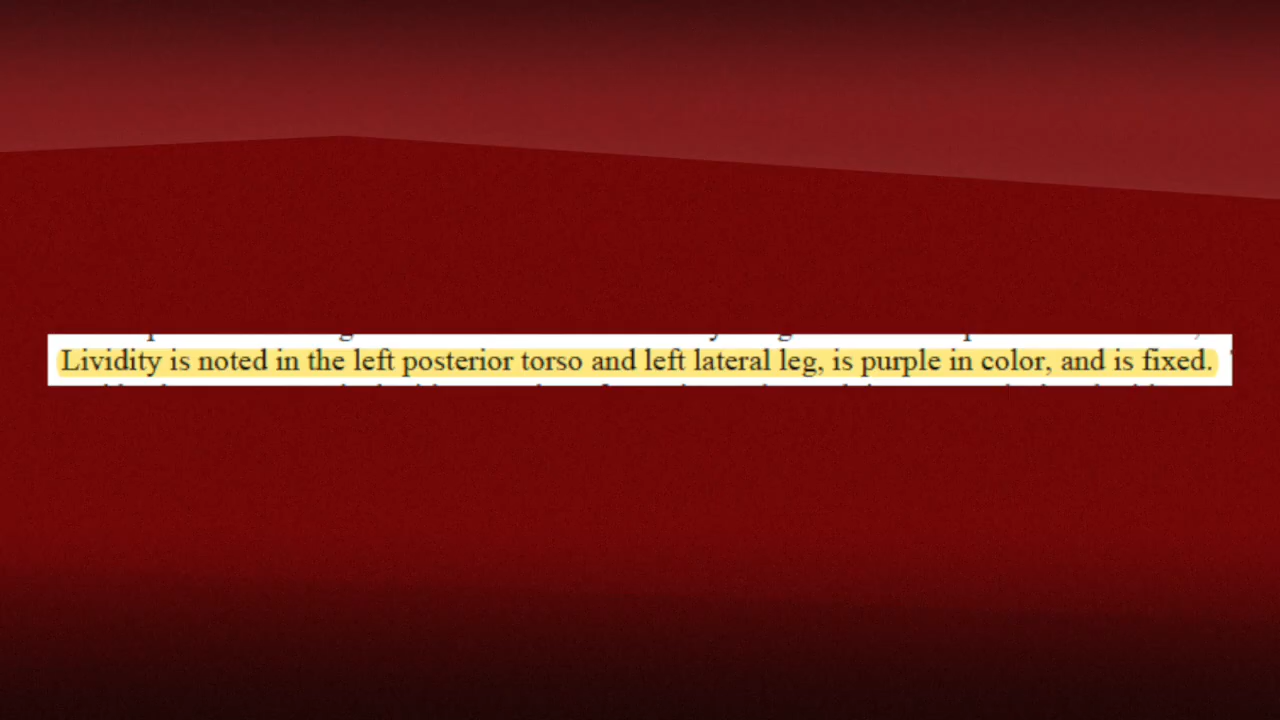 Lividity is noted in the left posterior torso and left lateral leg, is purple in color, and is fixed.